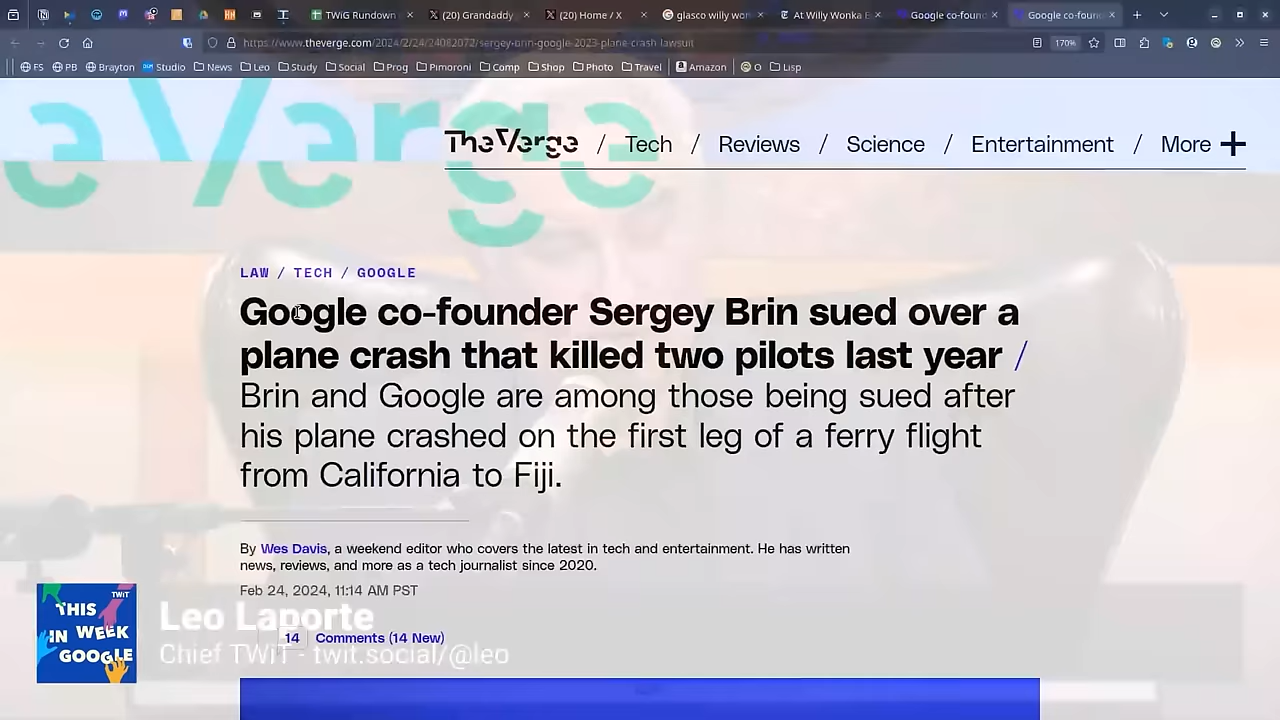 TWiG Rundown
(20) Grandaddy
(20) Home / X
glasco willy wo
At Willy Wonka E
Google co-foun
Google co-foun
https://www.theverge.com/2024/2/24/24082072/sergey-brin-google-2023-plane-crash-lawsuit
170%
FS PB Brayton Studio News Leo Study Social Prog Pimoroni Comp Shop Photo Travel Amazon O Lisp
e Verge
The Verge / Tech / Reviews / Science / Entertainment / More +
LAW / TECH / GOOGLE
Google co-founder Sergey Brin sued over a
plane crash that killed two pilots last year /
Brin and Google are among those being sued after
his plane crashed on the first leg of a ferry flight
from California to Fiji.
By Wes Davis, a weekend editor who covers the latest in tech and entertainment. He has written
news, reviews, and more as a tech journalist since 2020.
Feb 24, 2024, 11:14 AM PST
14 Comments (14 New)
TWiT
THIS
IN WEEK
GOOGLE
Leo Laporte
Chief TWiT - twit.social/@leo